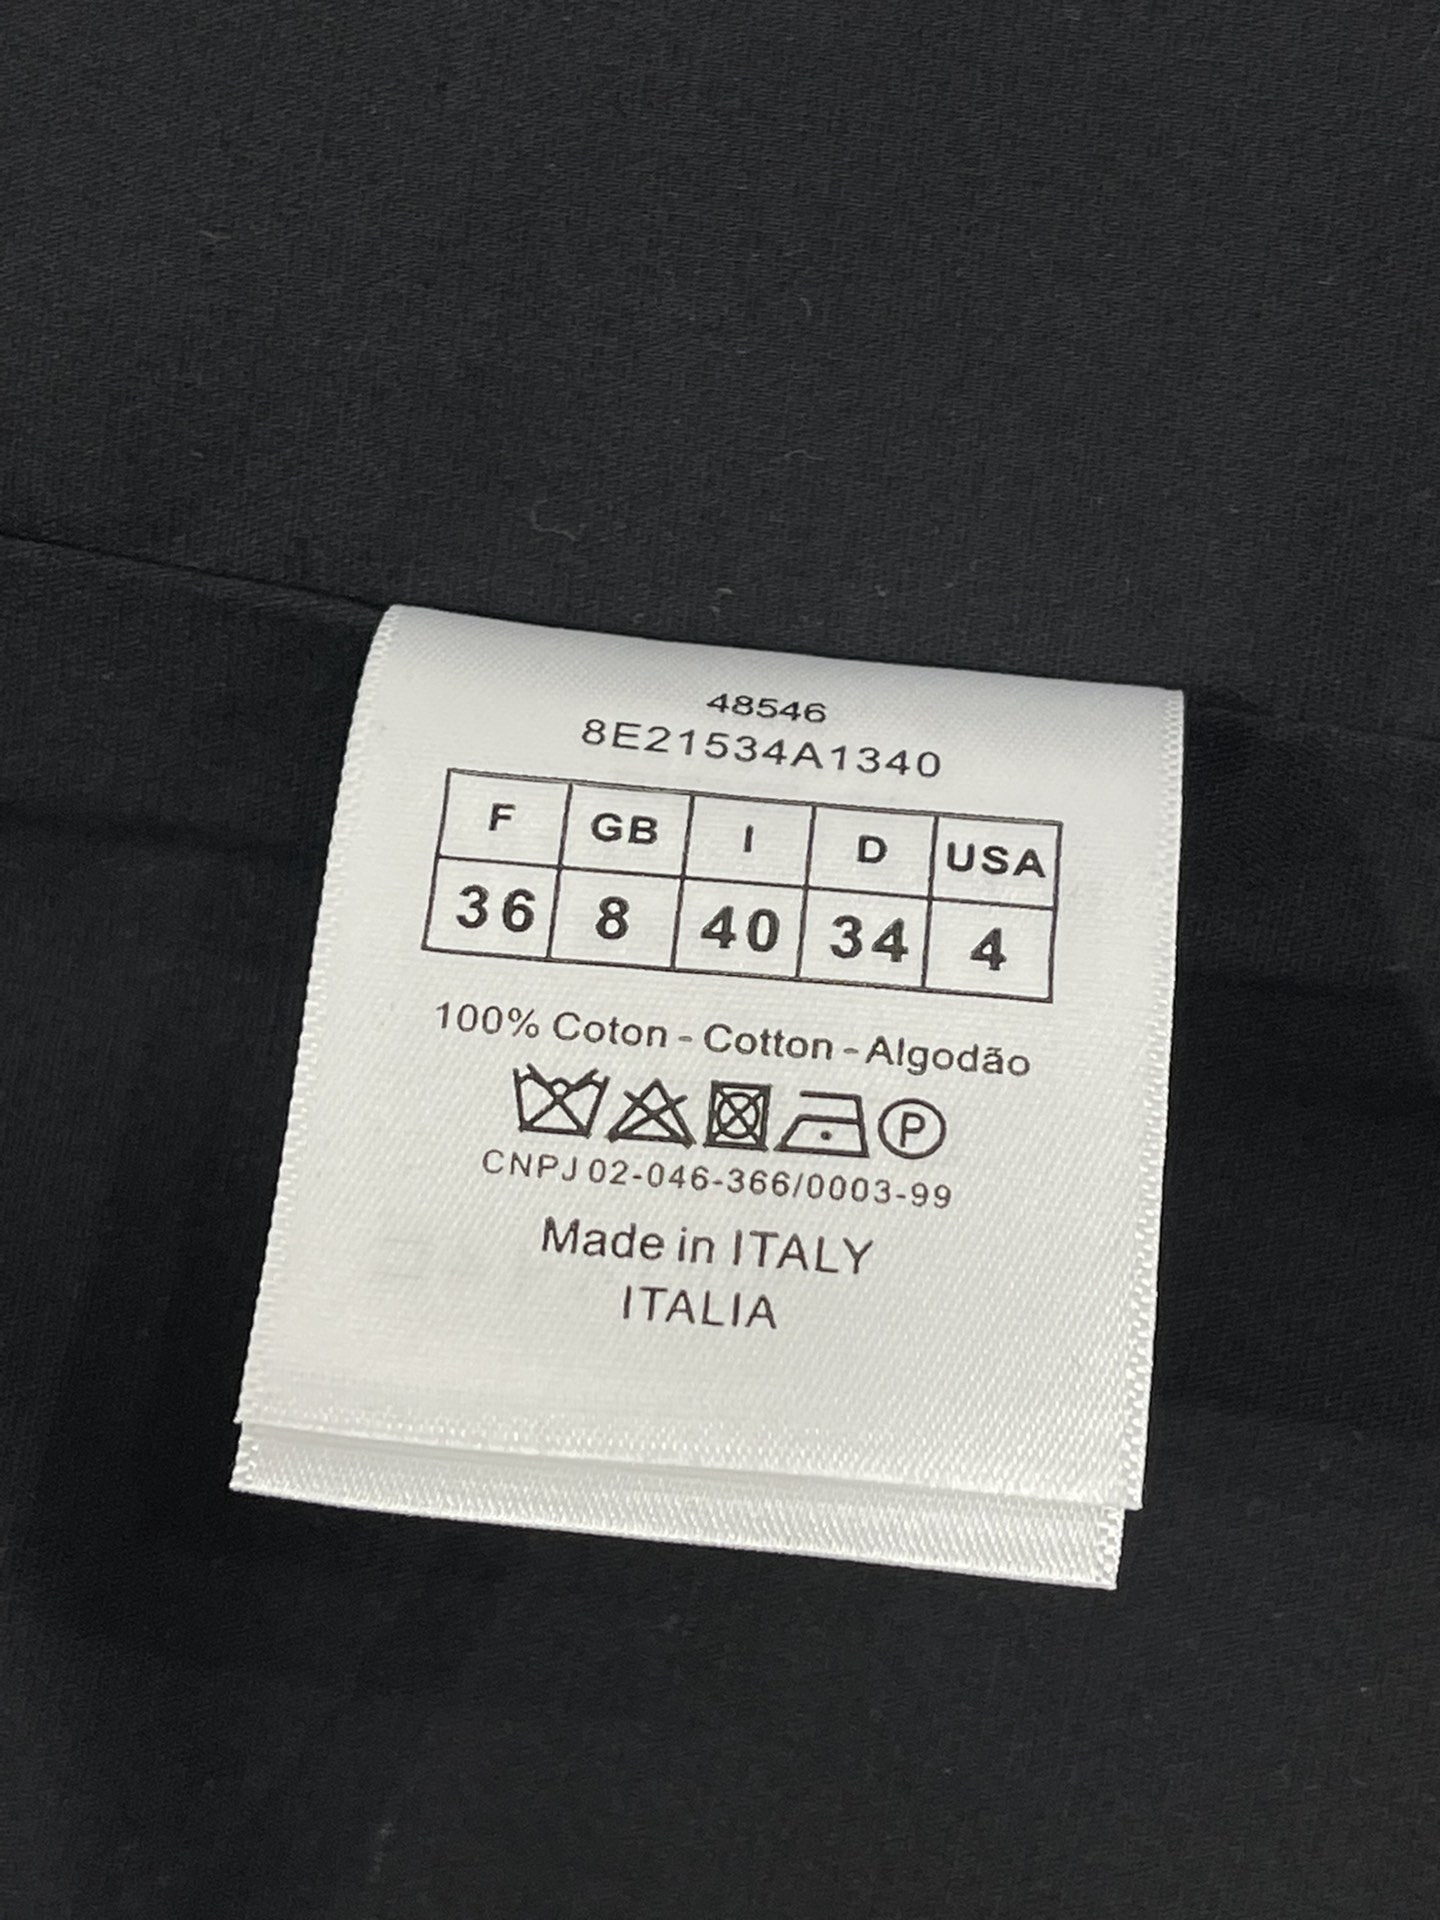 48546
8E21534A1340
F GB I D USA
36 8 40 34 4
100% Coton - Cotton - Algodão
P
CNPJ 02-046-366/0003-99
Made in ITALY
ITALIA